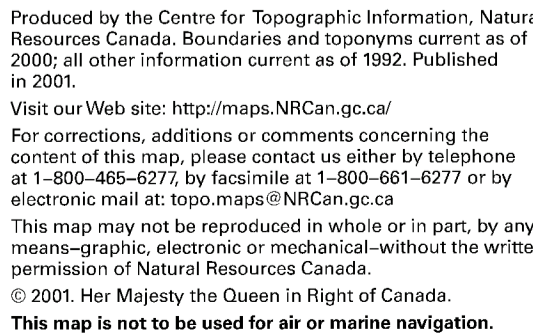 Produced by the Centre for Topographic Information, Natura
Resources Canada. Boundaries and toponyms current as of
2000; all other information current as of 1992. Published
in 2001.
Visit our Web site: http://maps.NRCan.gc.ca/
For corrections, additions or comments concerning the
content of this map, please contact us either by telephone
at 1–800–465–6277, by facsimile at 1–800–661–6277 or by
electronic mail at: topo.maps@NRCan.gc.ca
This map may not be reproduced in whole or in part, by any
means–graphic, electronic or mechanical–without the writte
permission of Natural Resources Canada.
© 2001. Her Majesty the Queen in Right of Canada.
This map is not to be used for air or marine navigation.